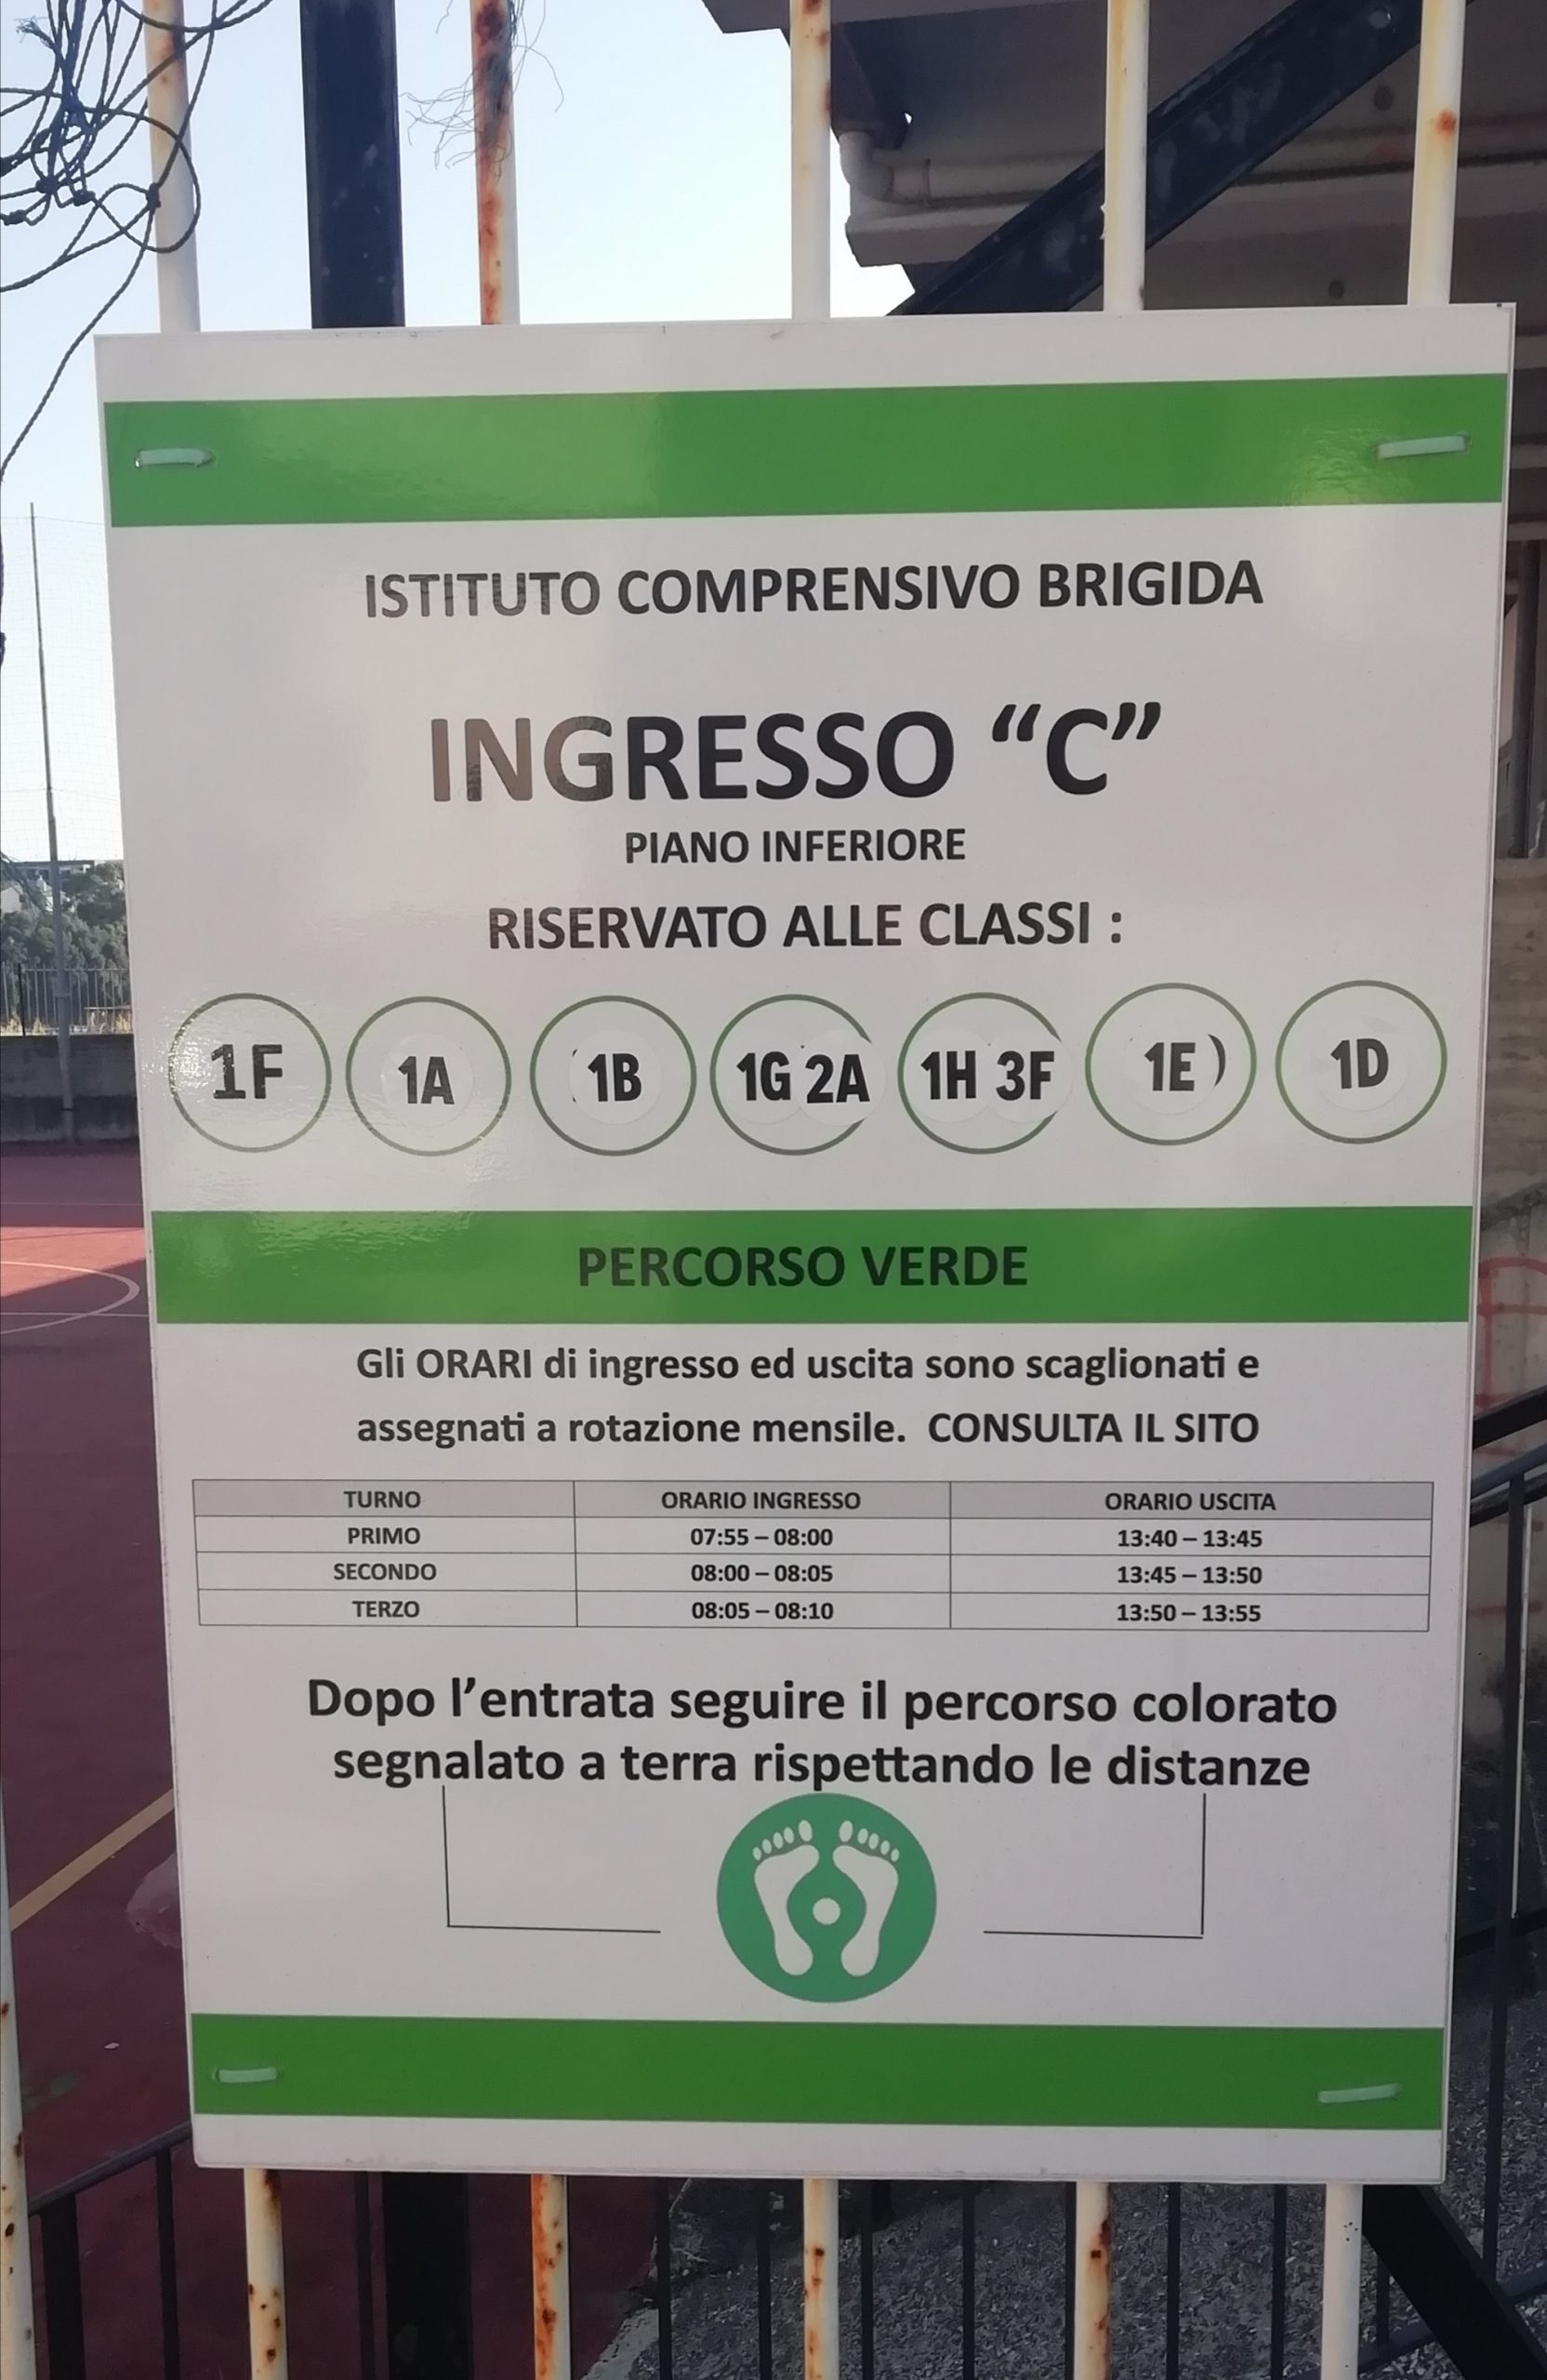 ISTITUTO COMPRENSIVO BRIGIDA
INGRESSO “C”
PIANO INFERIORE
RISERVATO ALLE CLASSI :
1F 1A 1B 1G 2A 1H 3F 1E ) 1D
PERCORSO VERDE
Gli ORARI di ingresso ed uscita sono scaglionati e
assegnati a rotazione mensile. CONSULTA IL SITO
TURNO ORARIO INGRESSO ORARIO USCITA
PRIMO 07:55 – 08:00 13:40 – 13:45
SECONDO 08:00 – 08:05 13:45 – 13:50
TERZO 08:05 – 08:10 13:50 – 13:55
Dopo l’entrata seguire il percorso colorato
segnalato a terra rispettando le distanze